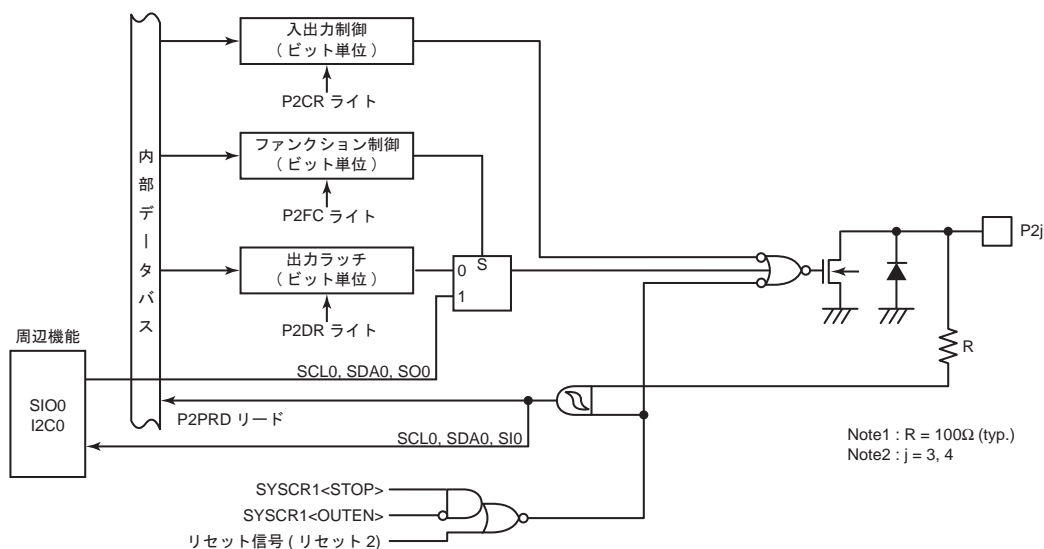 入出力制御
( ビット単位 )
P2CR ライト
ファンクション制御
( ビット単位 )
P2FC ライト
出力ラッチ
( ビット単位 )
P2DR ライト
内部データバス
0
S
1
P2j
R
周辺機能
SIO0
I2C0
SCL0, SDA0, SO0
P2PRD リード
SCL0, SDA0, SI0
Note1 : R = 100Ω (typ.)
Note2 : j = 3, 4
SYSCR1<STOP>
SYSCR1<OUTEN>
リセット信号 ( リセット 2)